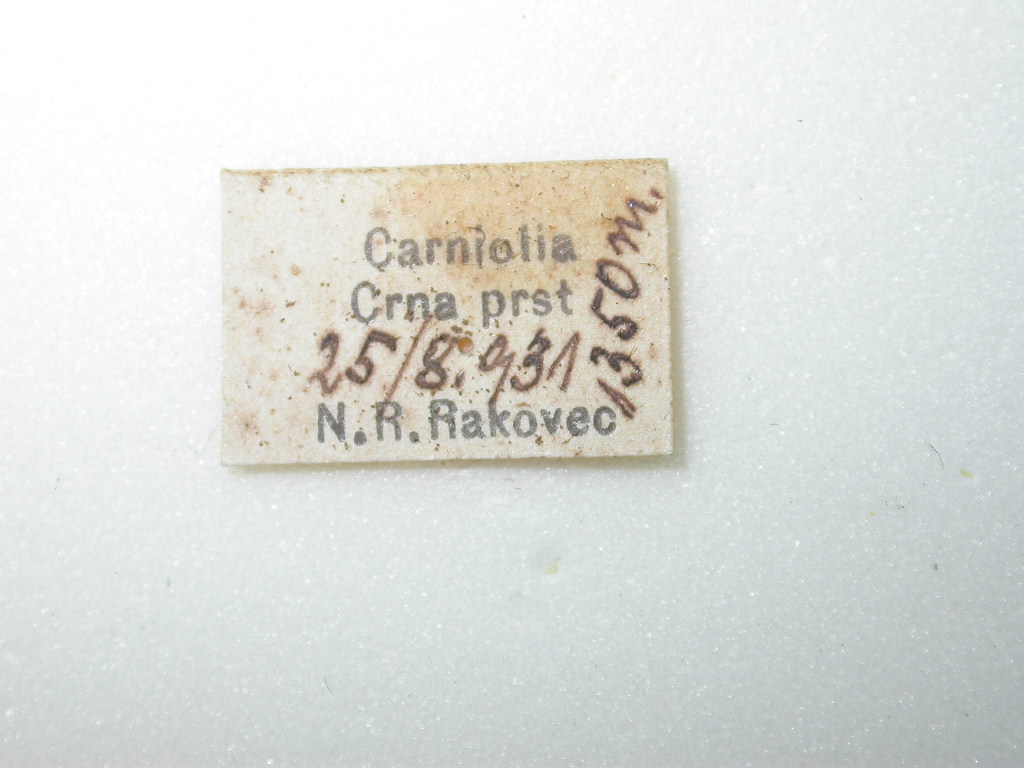 Carniolia
Crna prst
25/8.931
N.R.Rakovec
1350m.